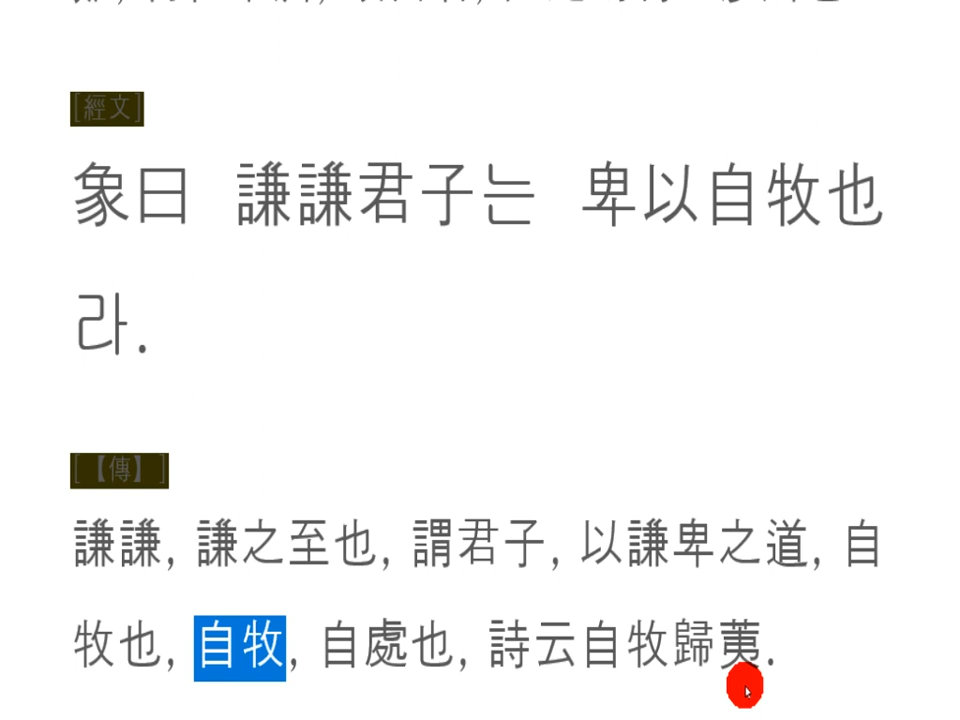 [經文]
象曰 謙謙君子는 卑以自牧也
라.
[【傳】]
謙謙, 謙之至也, 謂君子, 以謙卑之道, 自
牧也, 自牧, 自處也, 詩云自牧歸荑.